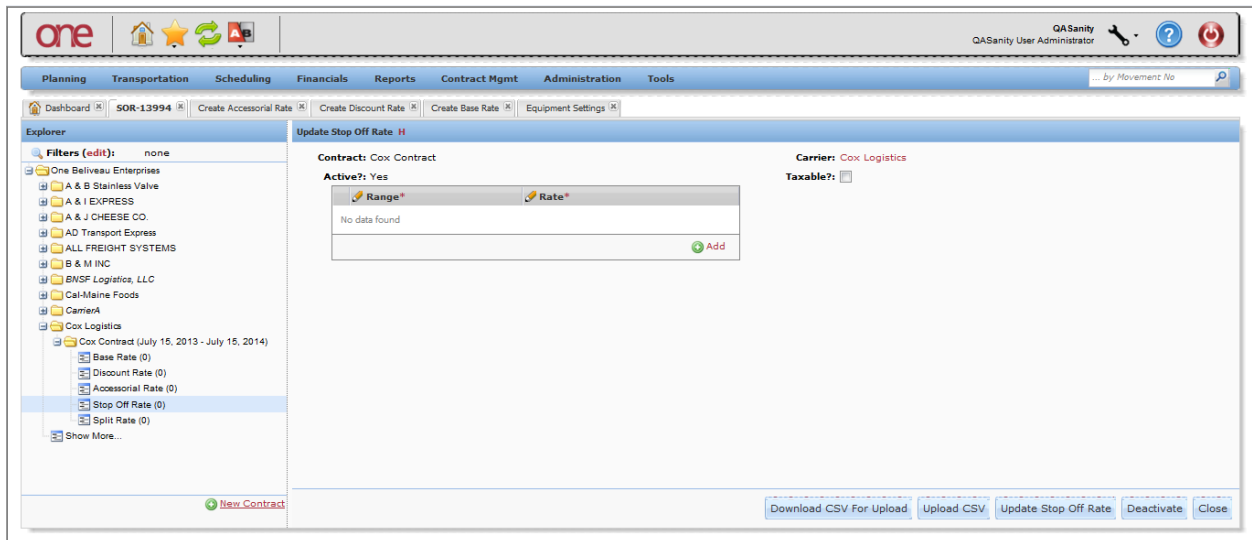 one
A B
QASanity
QASanity User Administrator
?
Planning Transportation Scheduling Financials Reports Contract Mgmt Administration Tools
... by Movement No
Dashboard SOR-13994 Create Accessorial Rate Create Discount Rate Create Base Rate Equipment Settings
Explorer
Update Stop Off Rate H
Filters (edit): none
One Beliveau Enterprises
A & B Stainless Valve
A & I EXPRESS
A & J CHEESE CO.
AD Transport Express
ALL FREIGHT SYSTEMS
B & M INC
BNSF Logistics, LLC
Cal-Maine Foods
CarrierA
Cox Logistics
Cox Contract (July 15, 2013 - July 15, 2014)
Base Rate (0)
Discount Rate (0)
Accessorial Rate (0)
Stop Off Rate (0)
Split Rate (0)
Show More...
New Contract
Contract: Cox Contract
Carrier: Cox Logistics
Active?: Yes
Taxable?:
Range* Rate*
No data found
Add
Download CSV For Upload Upload CSV Update Stop Off Rate Deactivate Close